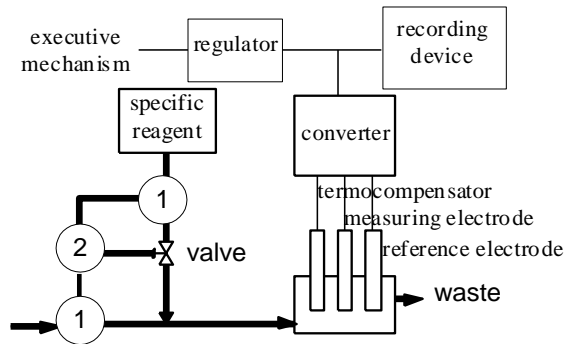 executive
mechanism
regulator
recording
device
specific
reagent
converter
termocompensator
measuring electrode
reference electrode
1
2
valve
1
waste